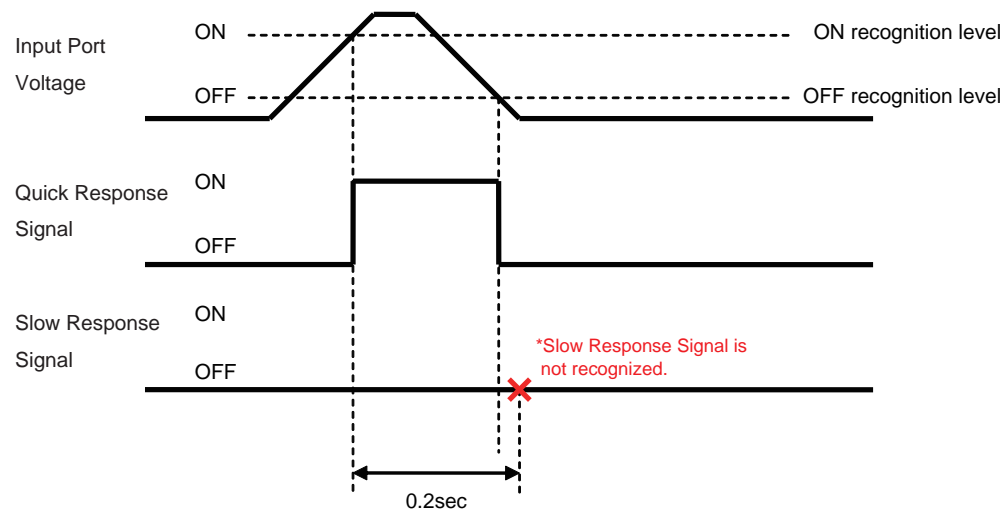 ON
ON recognition level
Input Port
Voltage
OFF
OFF recognition level
Quick Response
Signal
ON
OFF
Slow Response
Signal
ON
OFF
*Slow Response Signal is
not recognized.
0.2sec